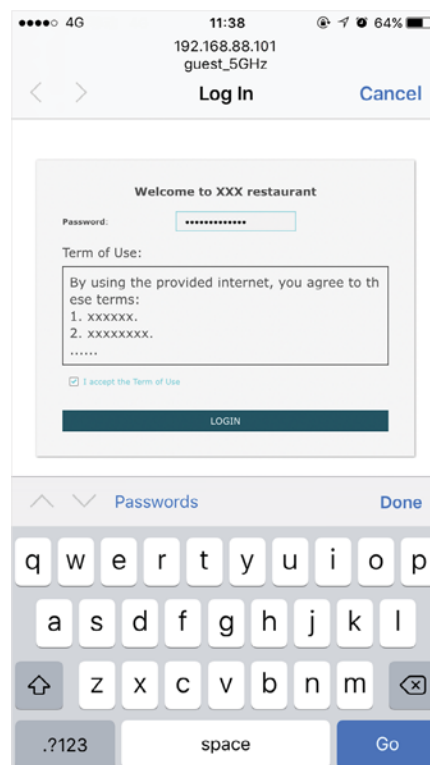 4G 11:38 64%
192.168.88.101
guest_5GHz
Log In Cancel
Welcome to XXX restaurant
Password: •••••••••••••
Term of Use:
By using the provided internet, you agree to th
ese terms:
1. xxxxxx.
2. xxxxxxxx.
......
I accept the Term of Use
LOGIN
Passwords Done
q w e r t y u i o p
a s d f g h j k l
z x c v b n m
.?123 space Go